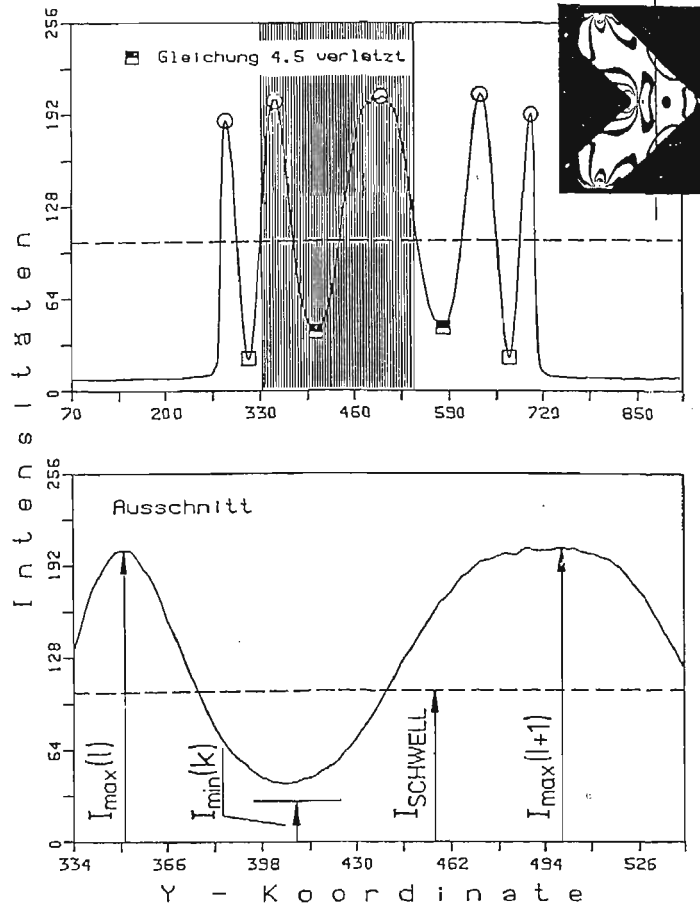 256
192
128
64
0
Gleichung 4.5 verletzt
70 200 330 460 590 720 850
Intensitäten
256
192
128
64
0
Ausschnitt
Imax(l)
Imin(k)
ISCHWELL
Imax(l+1)
334 366 398 430 462 494 526
Y - Koordinate